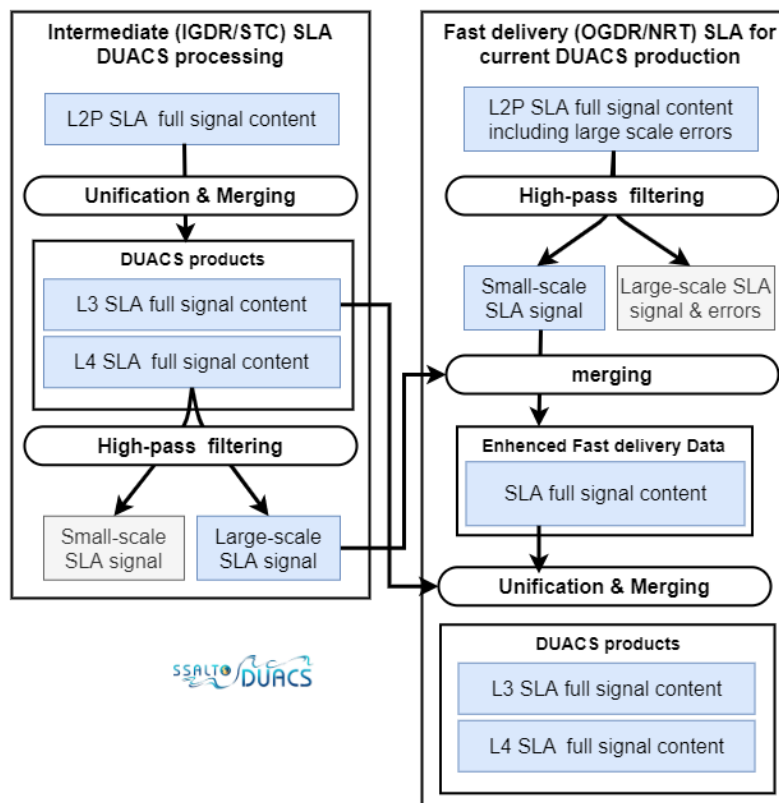 Intermediate (IGDR/STC) SLA
DUACS processing
L2P SLA full signal content
Unification & Merging
DUACS products
L3 SLA full signal content
L4 SLA full signal content
High-pass filtering
Small-scale
SLA signal
Large-scale
SLA signal
SSALTO
DUACS
Fast delivery (OGDR/NRT) SLA for
current DUACS production
L2P SLA full signal content
including large scale errors
High-pass filtering
Small-scale
SLA signal
Large-scale SLA
signal & errors
merging
Enhenced Fast delivery Data
SLA full signal content
Unification & Merging
DUACS products
L3 SLA full signal content
L4 SLA full signal content